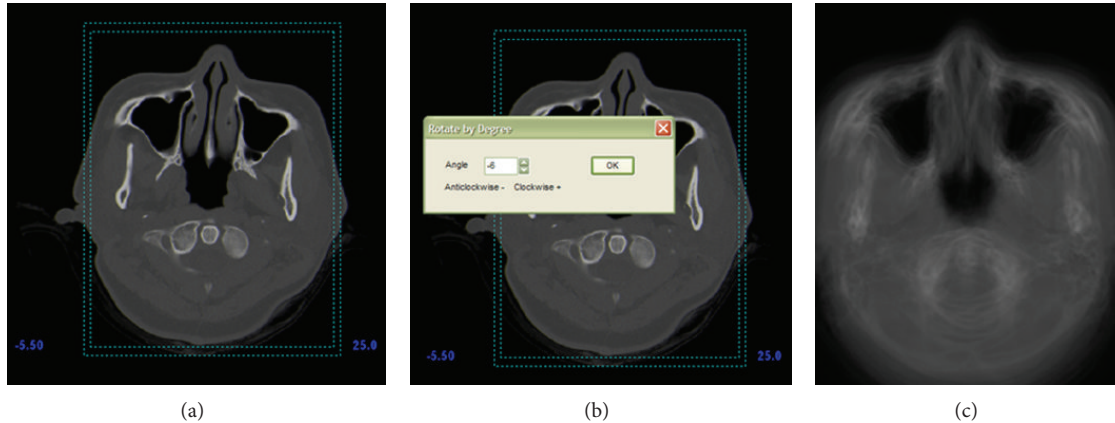 -5.50 25.0
Rotate by Degree
Angle -6 OK
Anticlockwise - Clockwise +
-5.50 25.0
(a) (b) (c)